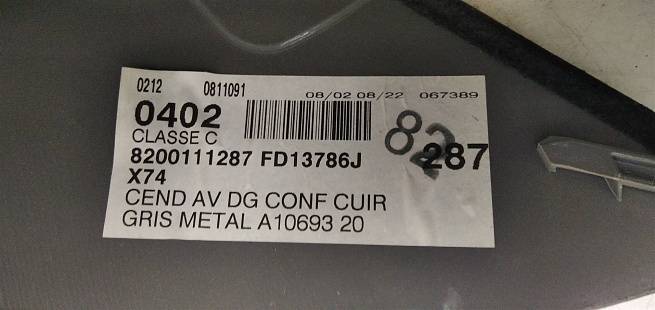 0212 0811091 08/02 08/22 067389
0402 82
CLASSE C 287
8200111287 FD13786J
X74
CEND AV DG CONF CUIR
GRIS METAL A10693 20